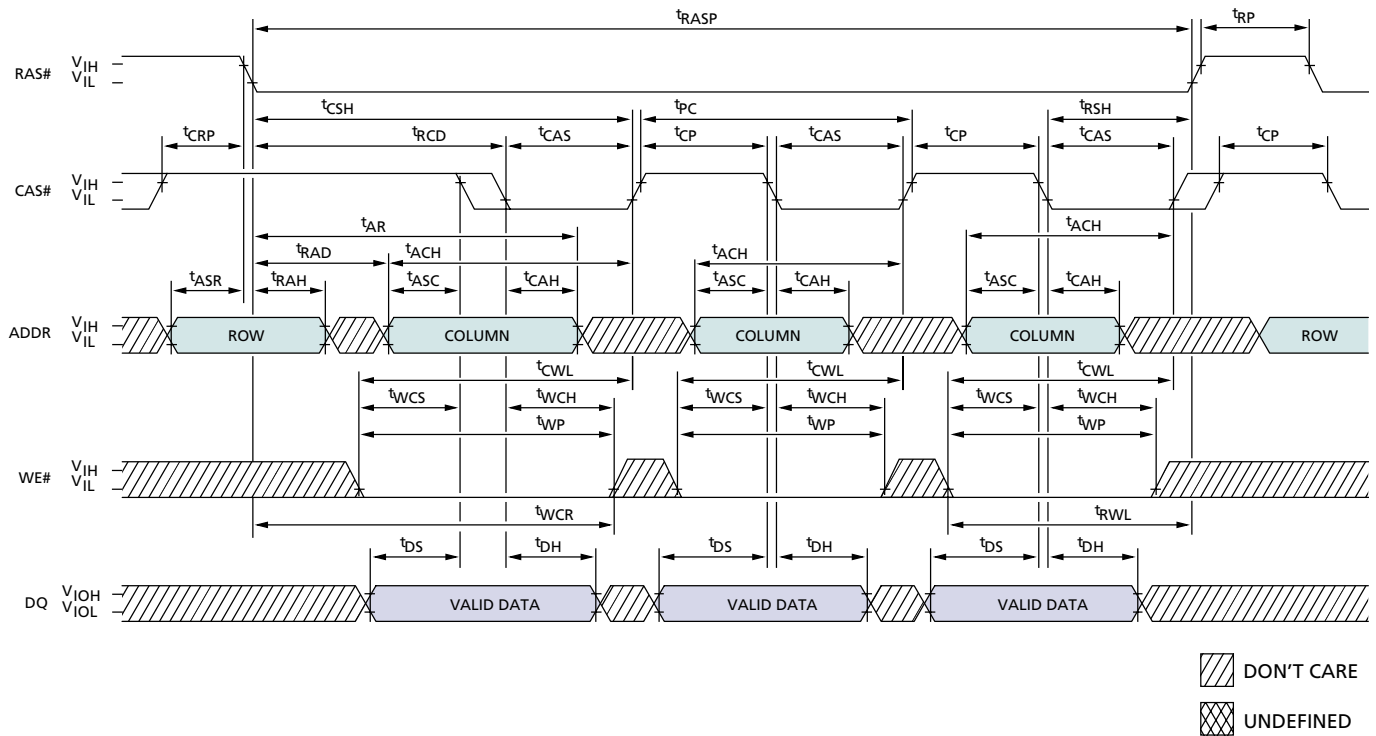 tRASP tRP
RAS# VIH
VIL
tCSH tPC tRSH
tCRP tRCD tCAS tCP tCAS tCP tCAS tCP
CAS# VIH
VIL
tAR
tACH
tRAD tACH
tACH
tASR tRAH tASC tCAH tASC tCAH tASC tCAH
ADDR VIH
VIL
ROW COLUMN COLUMN COLUMN ROW
tCWL tCWL tCWL
tWCS tWCH tWCS tWCH tWCS tWCH
tWP tWP tWP
WE# VIH
VIL
tWCR tRWL
tDS tDH tDS tDH tDS tDH
DQ VIOH
VIOL
VALID DATA VALID DATA VALID DATA
DON'T CARE
UNDEFINED